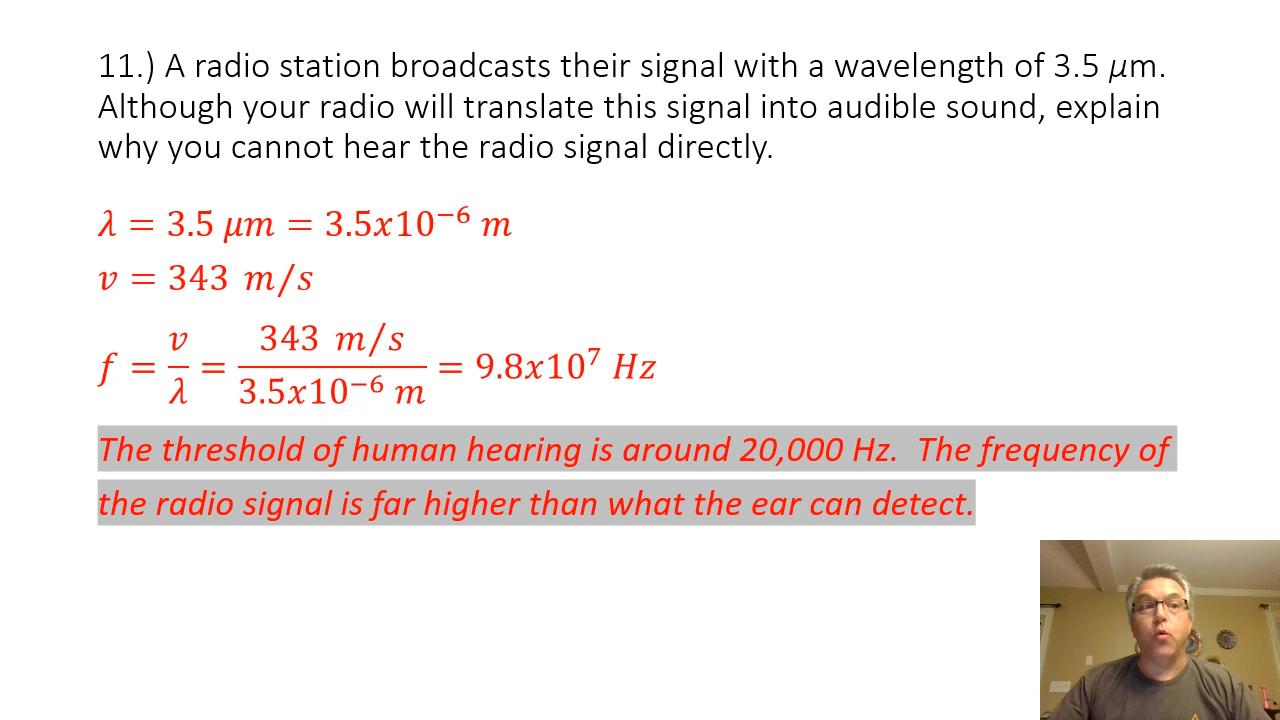 11.) A radio station broadcasts their signal with a wavelength of 3.5 μm.
Although your radio will translate this signal into audible sound, explain
why you cannot hear the radio signal directly.
λ = 3.5 μm = 3.5x10⁻⁶ m
v = 343 m/s
f = v/λ = (343 m/s)/(3.5x10⁻⁶ m) = 9.8x10⁷ Hz
The threshold of human hearing is around 20,000 Hz. The frequency of
the radio signal is far higher than what the ear can detect.